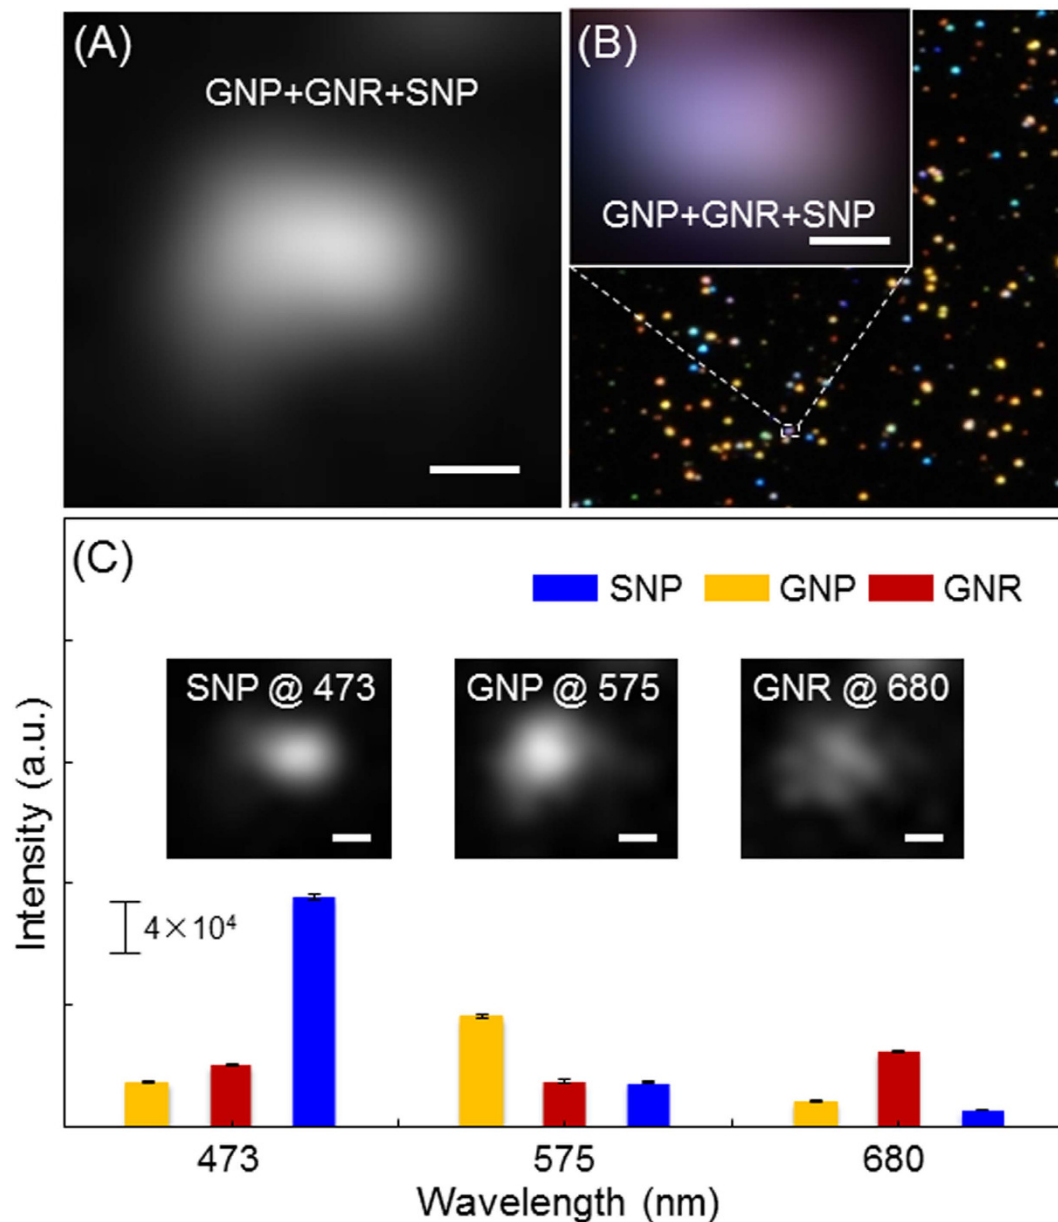 (A)
GNP+GNR+SNP
(B)
GNP+GNR+SNP
(C)
SNP GNP GNR
SNP @ 473
GNP @ 575
GNR @ 680
4×10⁴
Intensity (a.u.)
473 575 680
Wavelength (nm)